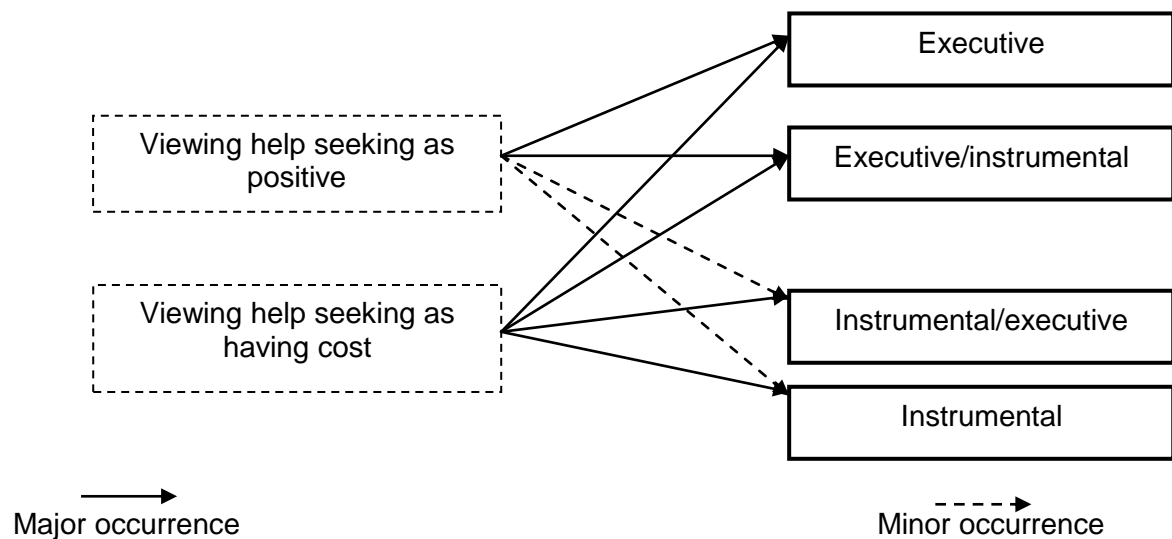 Executive
Viewing help seeking as
positive
Executive/instrumental
Viewing help seeking as
having cost
Instrumental/executive
Instrumental
Major occurrence
Minor occurrence